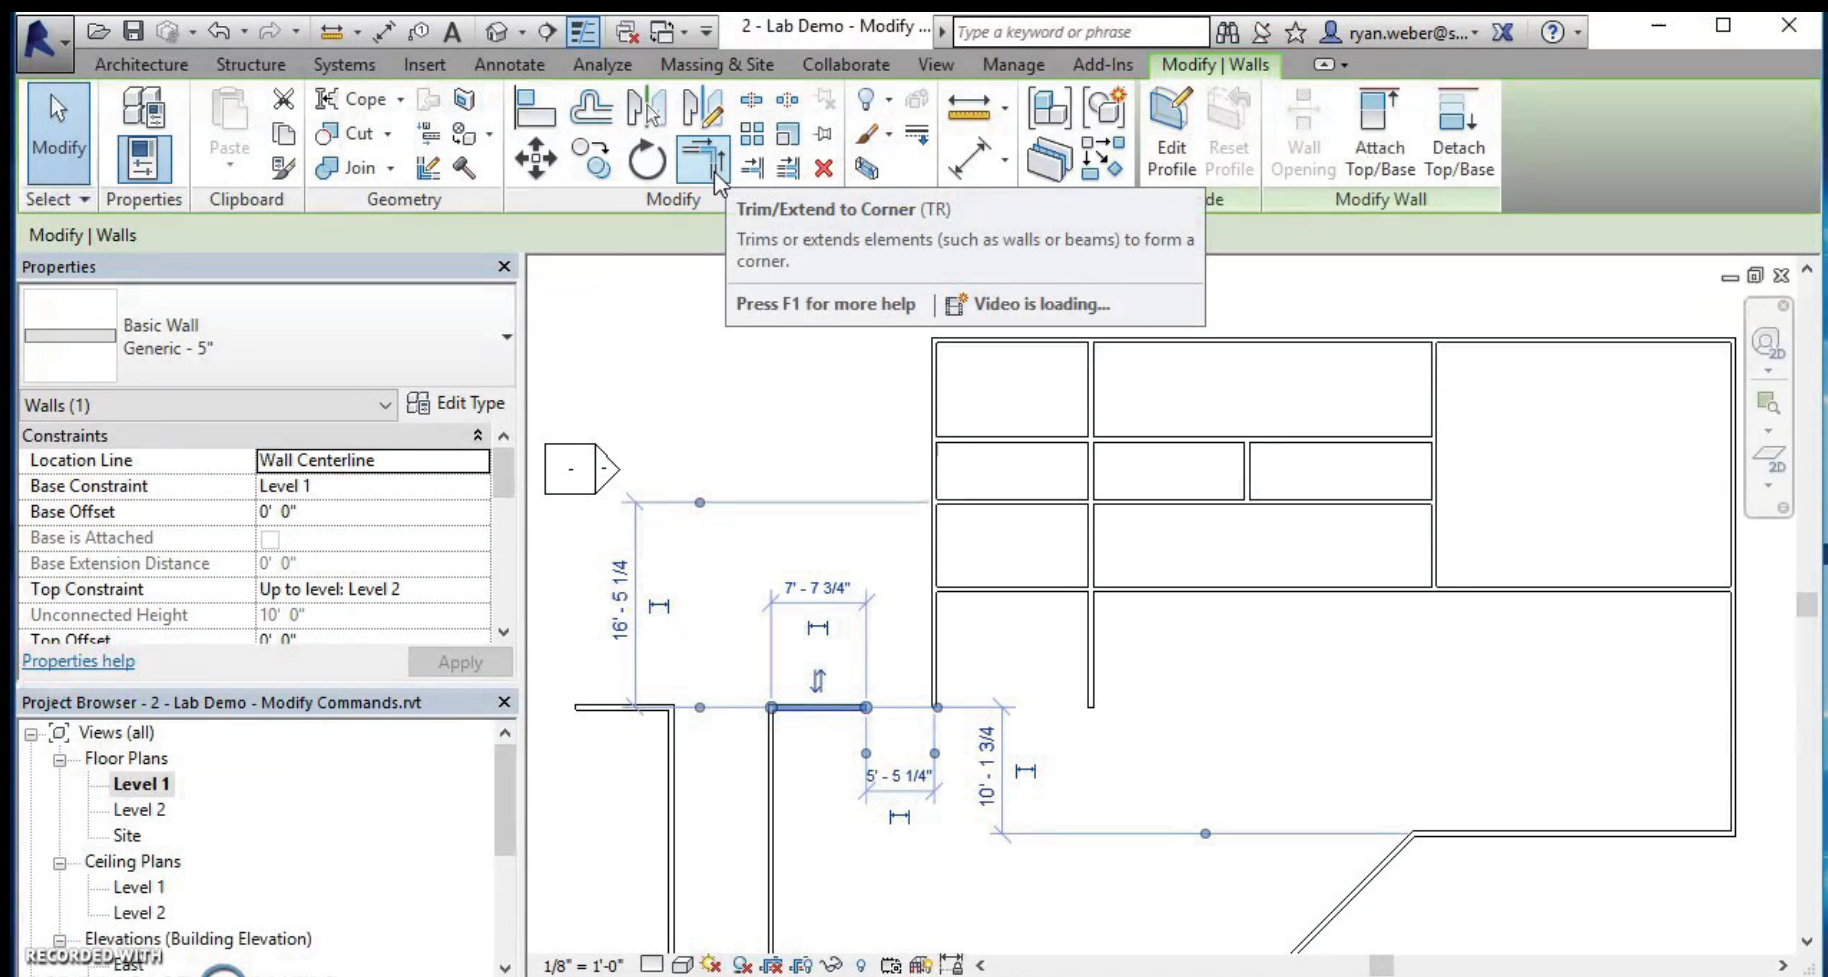 2 - Lab Demo - Modify ...
Type a keyword or phrase
ryan.weber@s...
Architecture Structure Systems Insert Annotate Analyze Massing & Site Collaborate View Manage Add-Ins Modify | Walls
Modify
Paste
Cope
Cut
Join
Edit Profile
Reset Profile
Wall Opening
Attach Top/Base
Detach Top/Base
Select Properties Clipboard Geometry Modify de Modify Wall
Trim/Extend to Corner (TR)
Trims or extends elements (such as walls or beams) to form a
corner.
Press F1 for more help Video is loading...
Modify | Walls
Properties
Basic Wall
Generic - 5"
Walls (1) Edit Type
Constraints
Location Line Wall Centerline
Base Constraint Level 1
Base Offset 0' 0"
Base is Attached
Base Extension Distance 0' 0"
Top Constraint Up to level: Level 2
Unconnected Height 10' 0"
Top Offset 0' 0"
Properties help Apply
Project Browser - 2 - Lab Demo - Modify Commands.rvt
Views (all)
Floor Plans
Level 1
Level 2
Site
Ceiling Plans
Level 1
Level 2
Elevations (Building Elevation)
East
RECORDED WITH
16' - 5 1/4
7' - 7 3/4"
5' - 5 1/4"
10' - 1 3/4
2D
2D
1/8" = 1'-0"